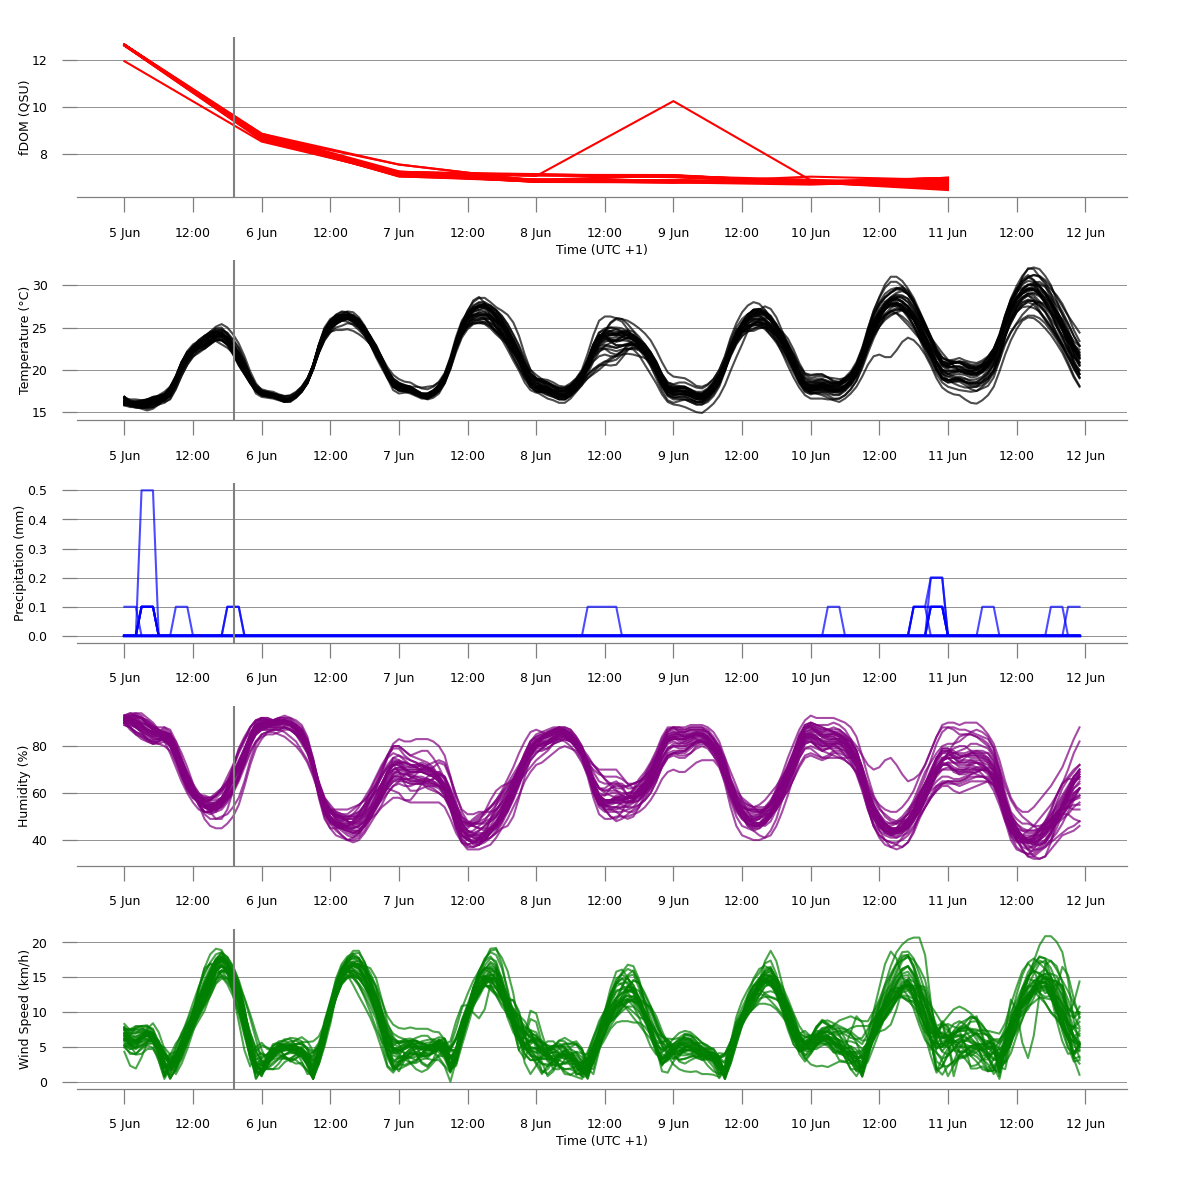 12
10
8
fDOM (QSU)
5 Jun 12:00 6 Jun 12:00 7 Jun 12:00 8 Jun 12:00 9 Jun 12:00 10 Jun 12:00 11 Jun 12:00 12 Jun
Time (UTC +1)
30
25
20
15
Temperature (°C)
5 Jun 12:00 6 Jun 12:00 7 Jun 12:00 8 Jun 12:00 9 Jun 12:00 10 Jun 12:00 11 Jun 12:00 12 Jun
0.5
0.4
0.3
0.2
0.1
0.0
Precipitation (mm)
5 Jun 12:00 6 Jun 12:00 7 Jun 12:00 8 Jun 12:00 9 Jun 12:00 10 Jun 12:00 11 Jun 12:00 12 Jun
80
60
40
Humidity (%)
5 Jun 12:00 6 Jun 12:00 7 Jun 12:00 8 Jun 12:00 9 Jun 12:00 10 Jun 12:00 11 Jun 12:00 12 Jun
20
15
10
5
0
Wind Speed (km/h)
5 Jun 12:00 6 Jun 12:00 7 Jun 12:00 8 Jun 12:00 9 Jun 12:00 10 Jun 12:00 11 Jun 12:00 12 Jun
Time (UTC +1)